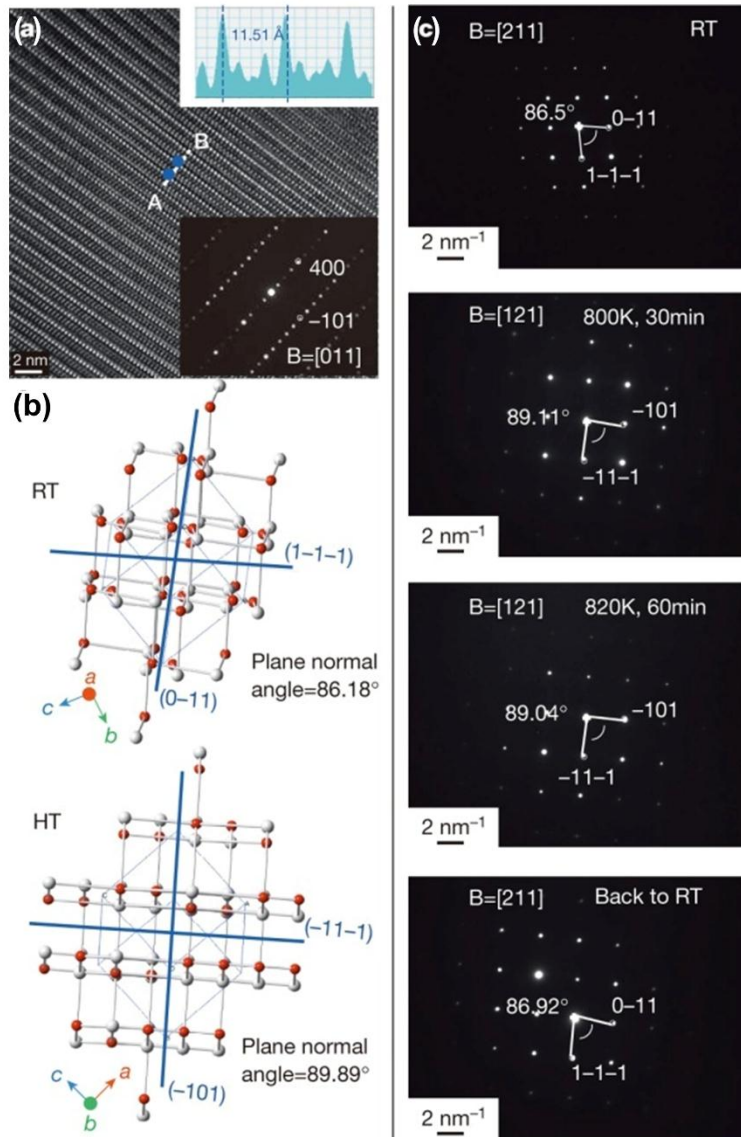 (a)
11.51 Å
B
A
400
–101
B=[011]
2 nm
(b)
RT
(1–1–1)
Plane normal
angle=86.18°
(0–11)
a
c
b
HT
(–11–1)
Plane normal
angle=89.89°
(–101)
c
a
b
(c)
B=[211]
RT
86.5°
0–11
1–1–1
2 nm–1
B=[121]
800K, 30min
89.11°
–101
–11–1
2 nm–1
B=[121]
820K, 60min
89.04°
–101
–11–1
2 nm–1
B=[211]
Back to RT
86.92°
0–11
1–1–1
2 nm–1